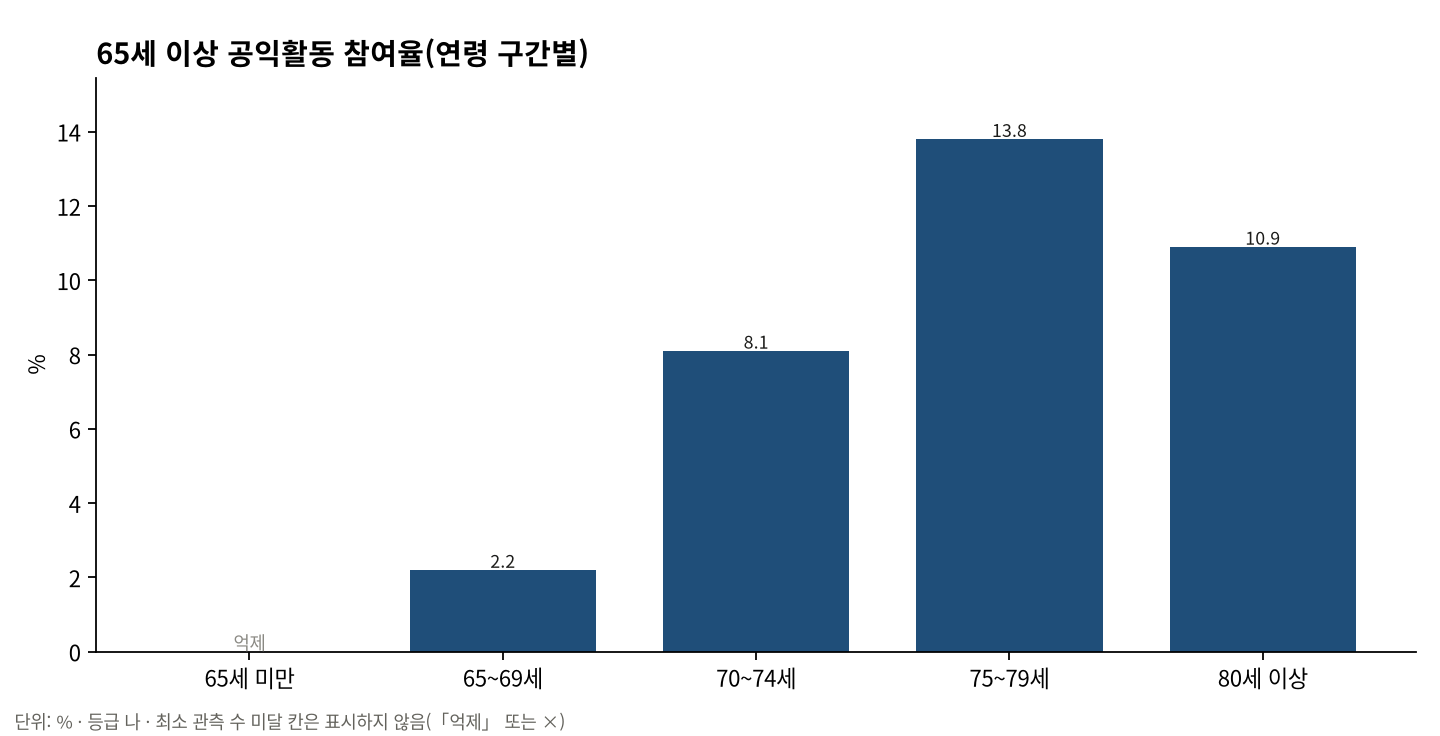 65세 이상 공익활동 참여율(연령 구간별)
%
14
12
10
8
6
4
2
0
억제
2.2
8.1
13.8
10.9
65세 미만
65~69세
70~74세
75~79세
80세 이상
단위: % · 등급 나 · 최소 관측 수 미달 칸은 표시하지 않음(「억제」 또는 ×)